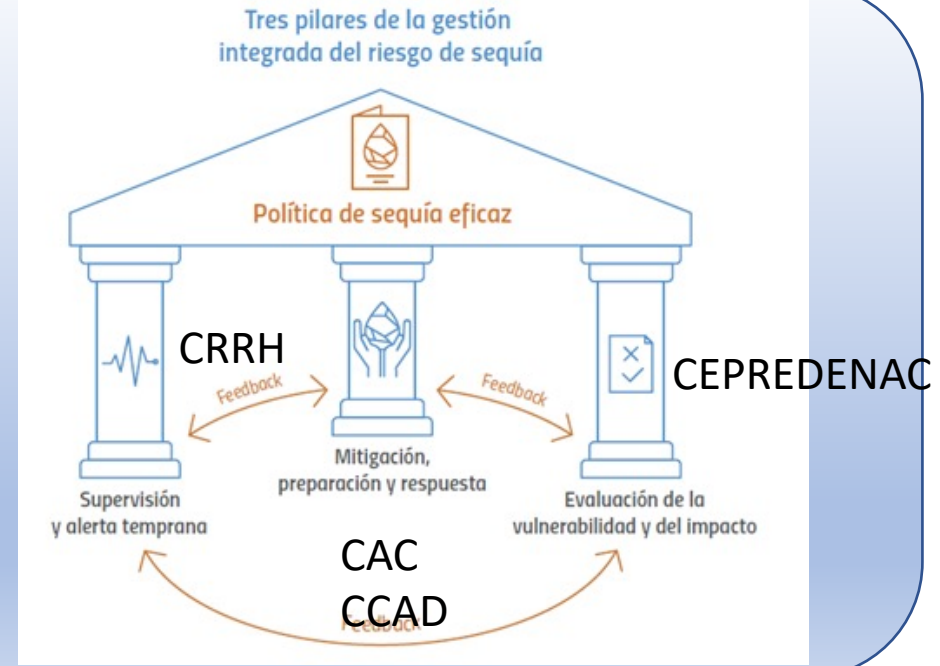 Tres pilares de la gestión
integrada del riesgo de sequía
Política de sequía eficaz
CRRH
Feedback
Feedback
CEPREDENAC
Supervisión
y alerta temprana
Mitigación,
preparación y respuesta
Evaluación de la
vulnerabilidad y del impacto
CAC
CCAD
Feedback